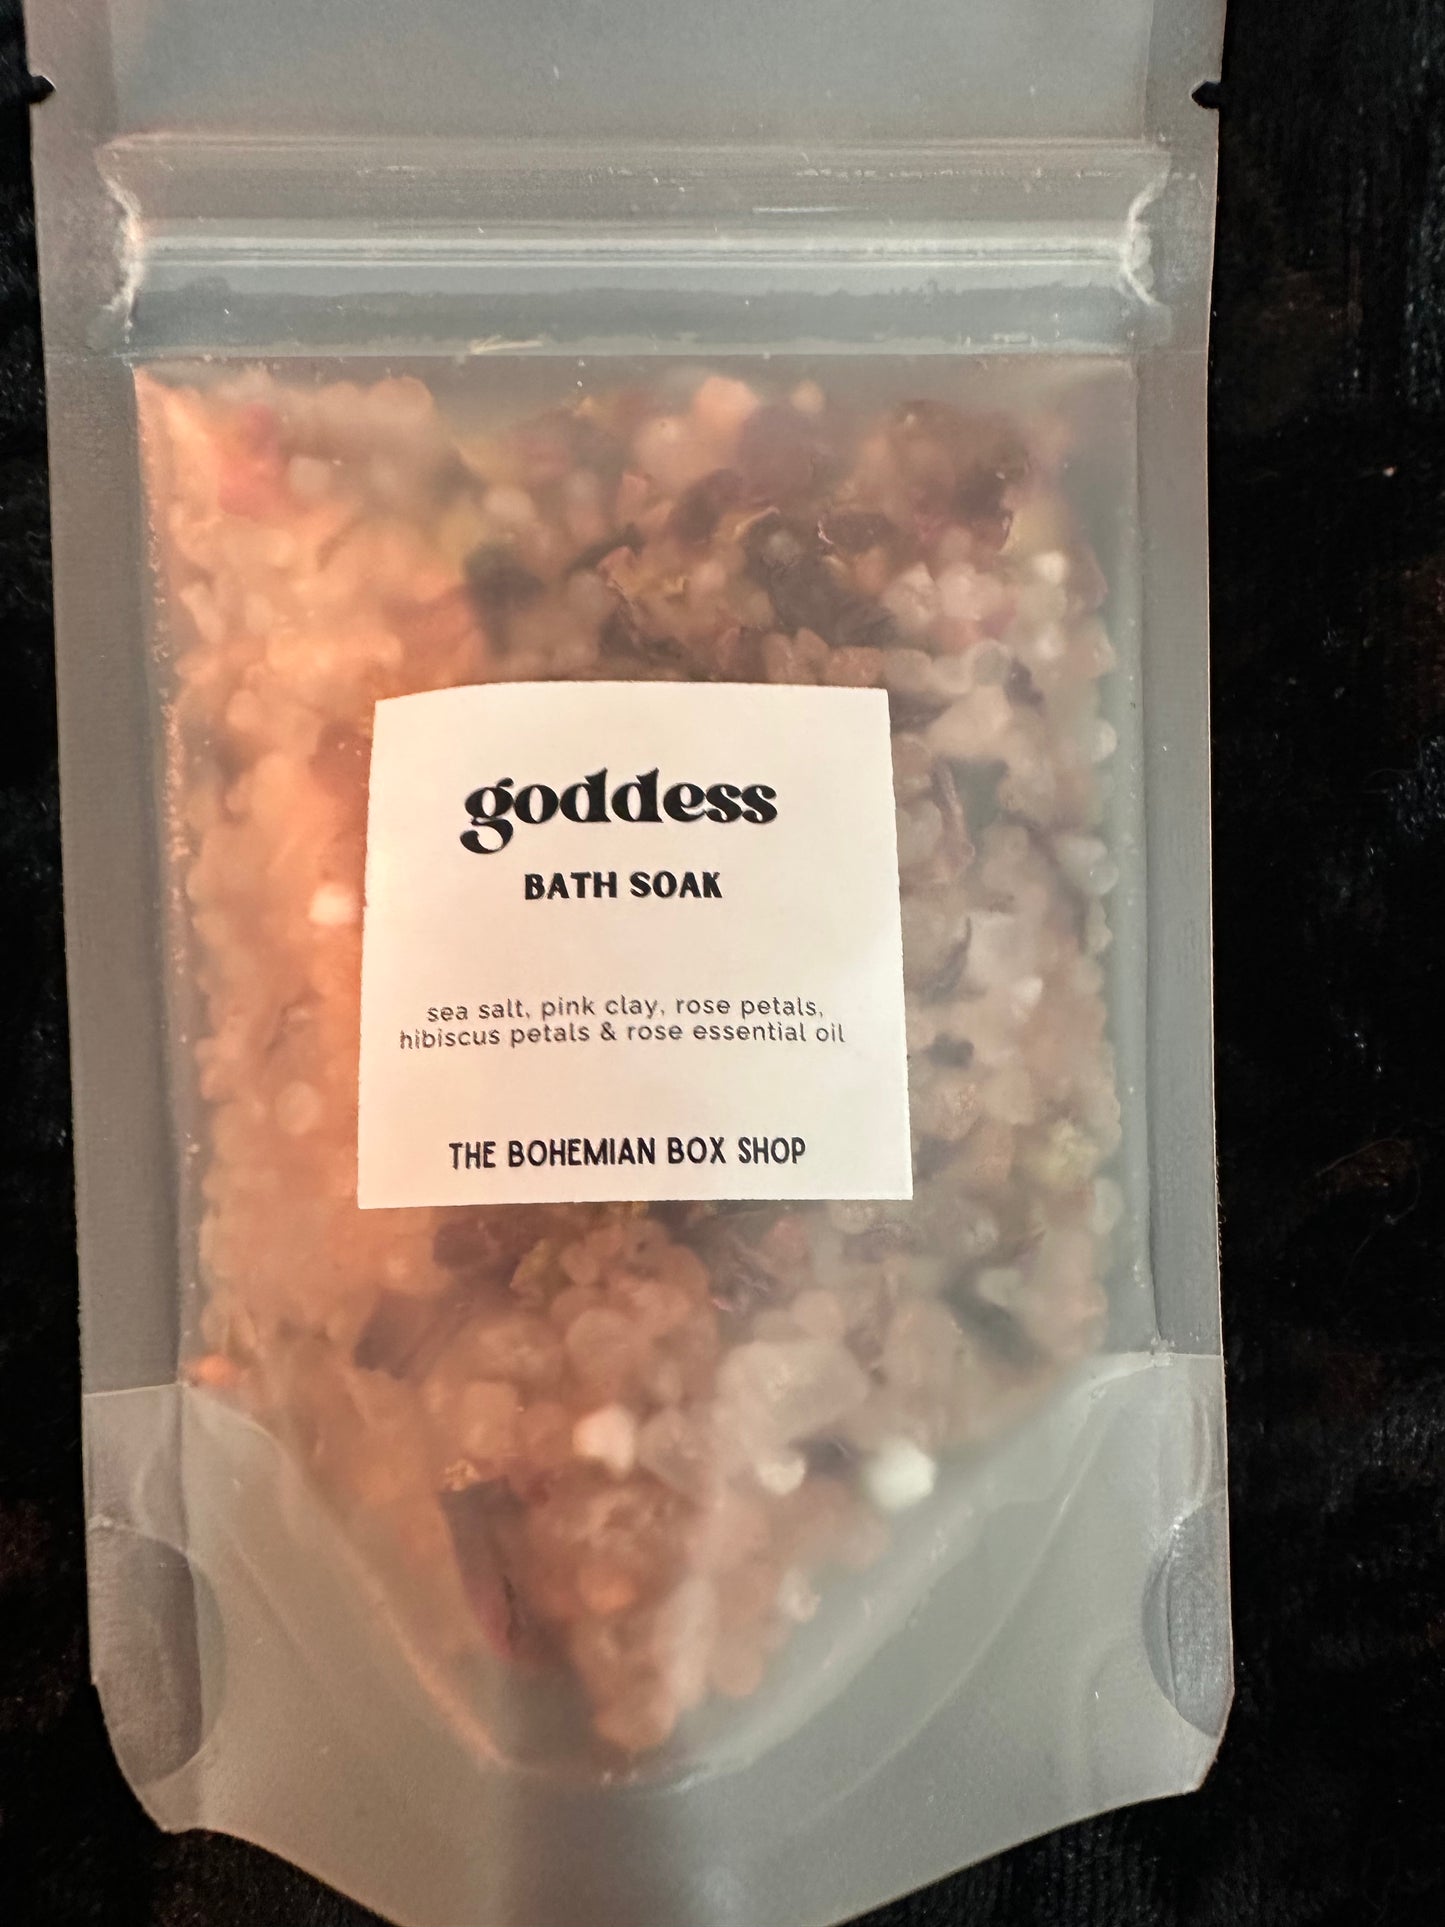 goddess
BATH SOAK
sea salt, pink clay, rose petals,
hibiscus petals & rose essential oil
THE BOHEMIAN BOX SHOP